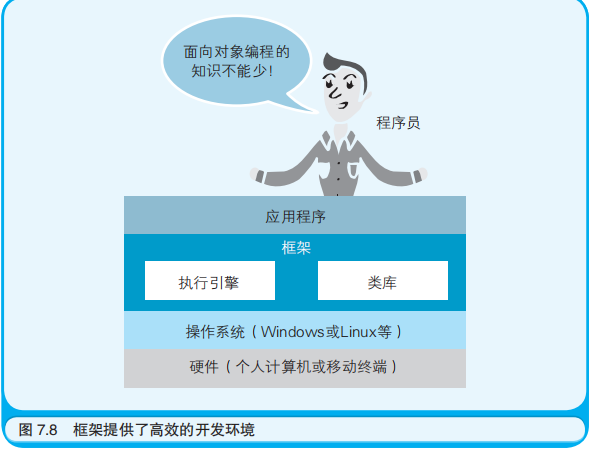 面向对象编程的
知识不能少！
程序员
应用程序
框架
执行引擎
类库
操作系统（Windows或Linux等）
硬件（个人计算机或移动终端）
图 7.8 框架提供了高效的开发环境